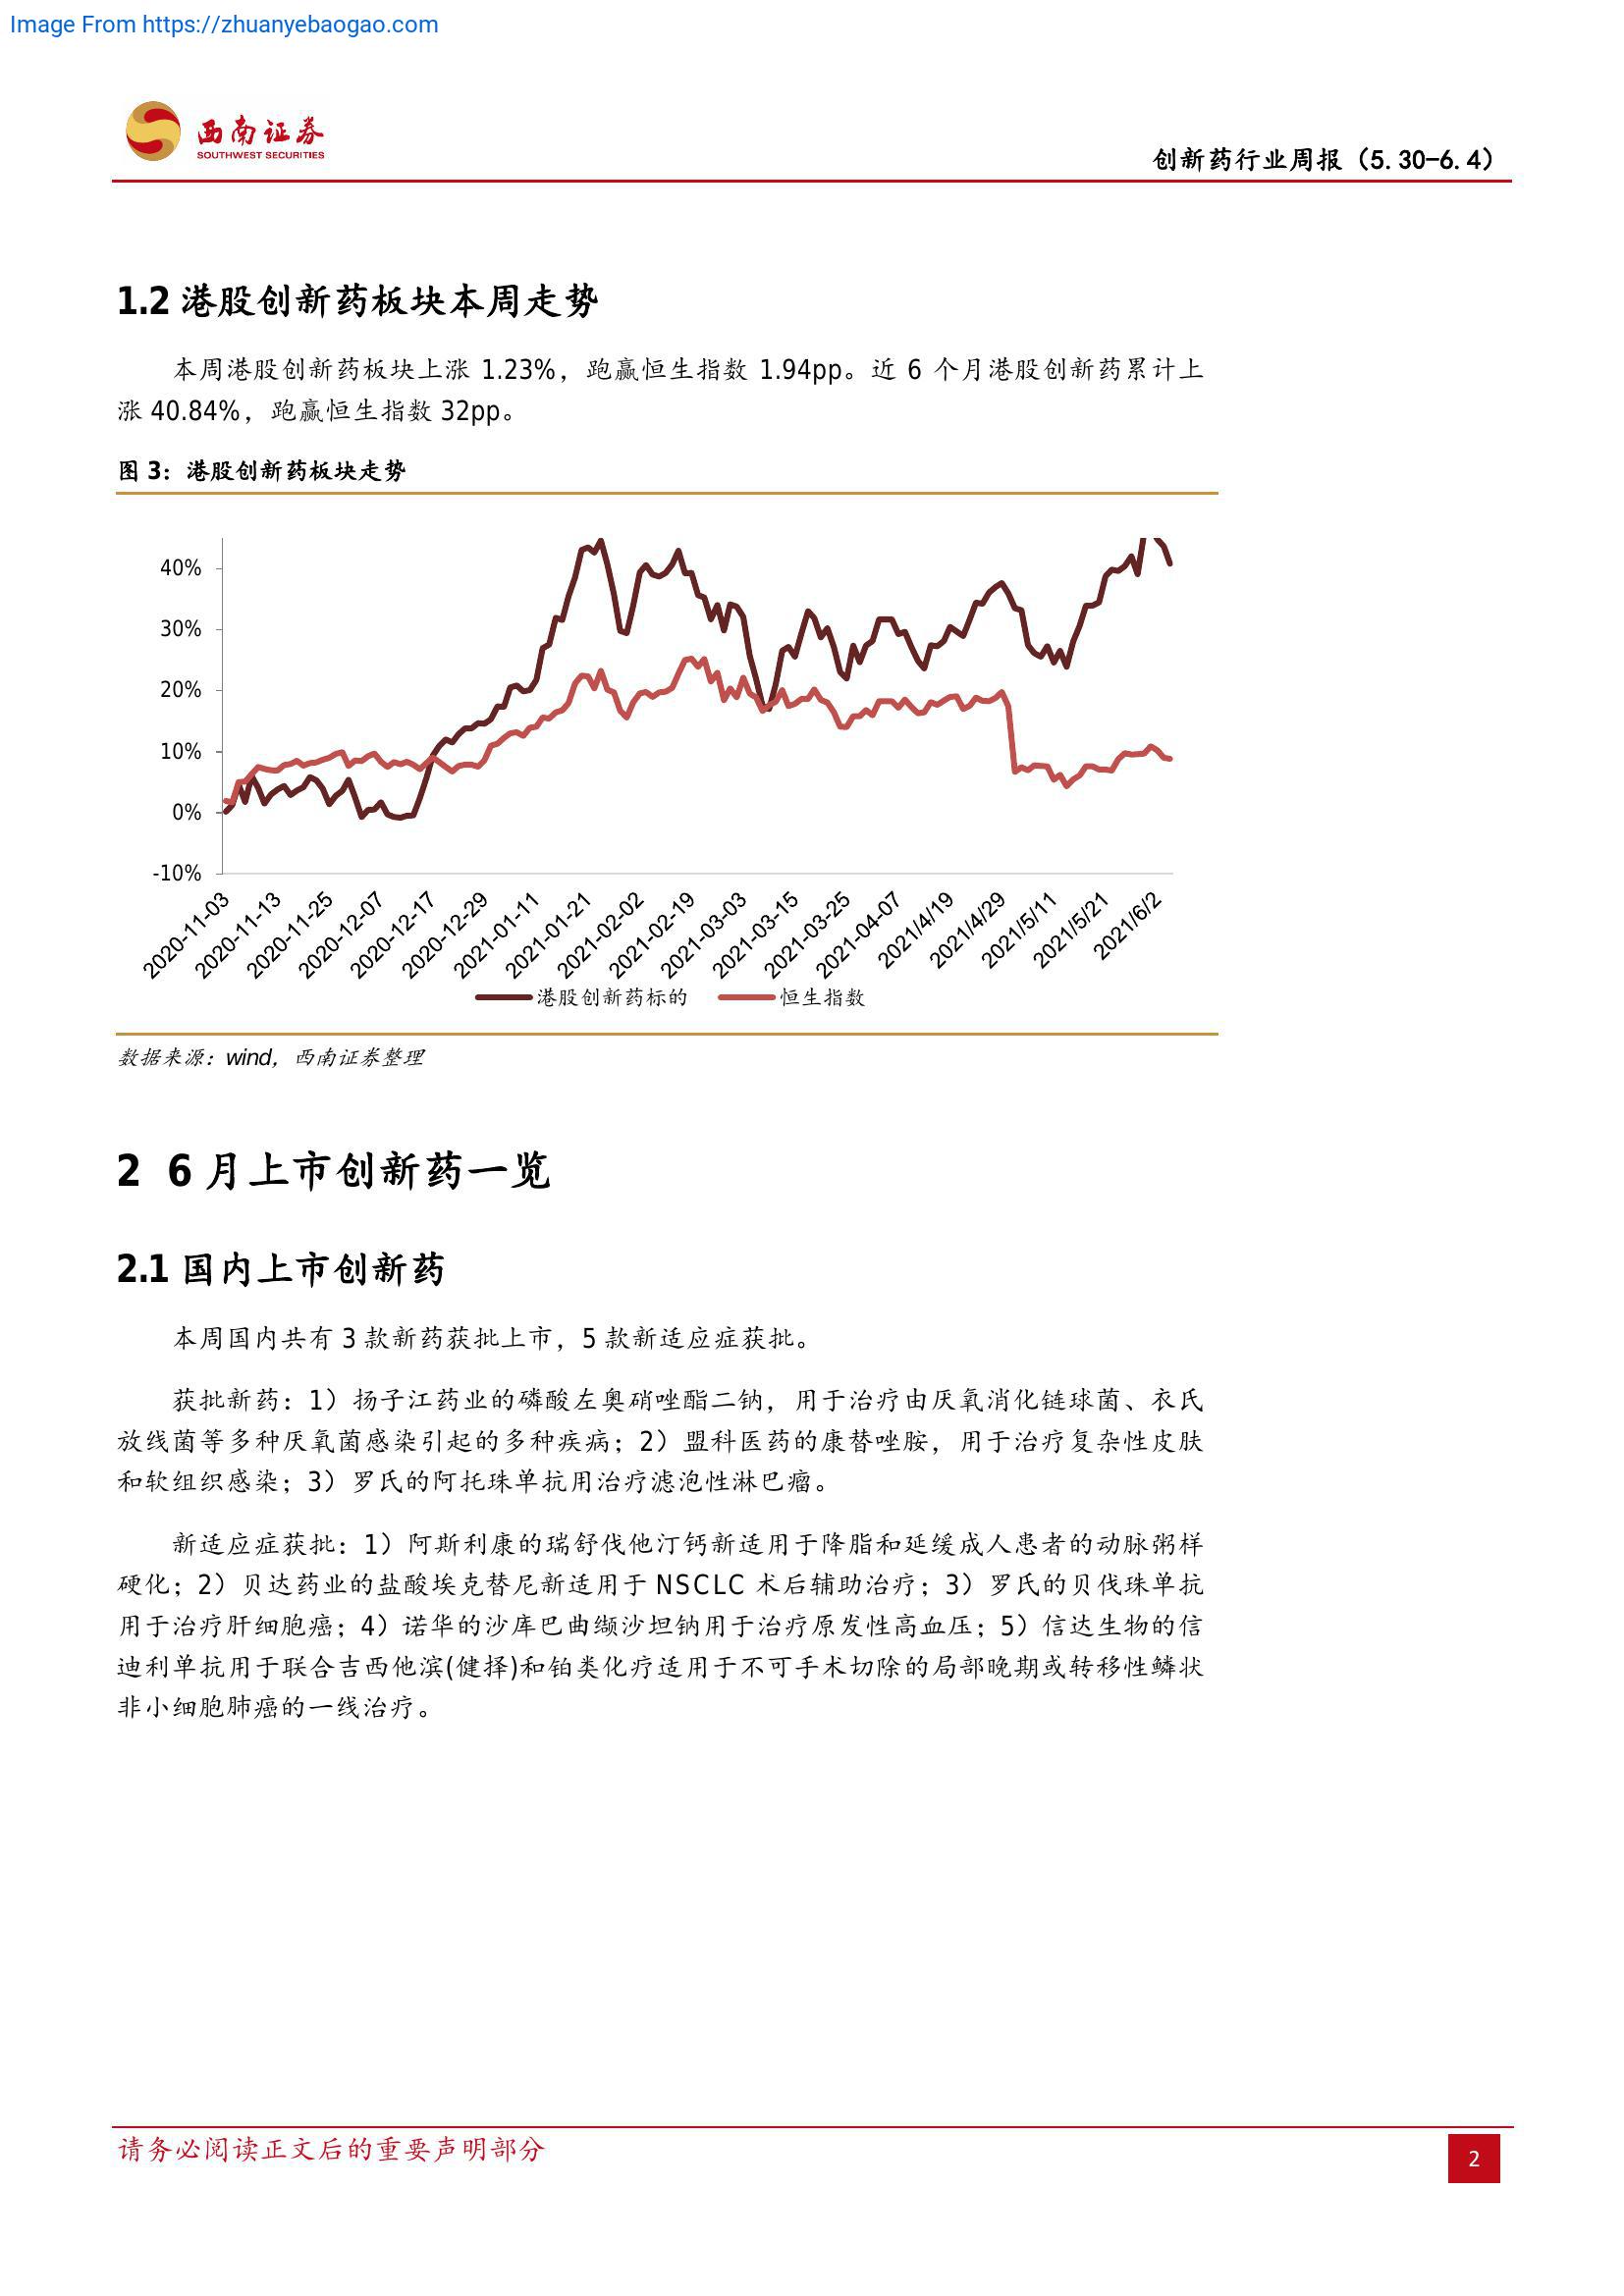 Image From https://zhuanyebaogao.com
西南证券
SOUTHWEST SECURITIES
创新药行业周报（5.30-6.4）
1.2 港股创新药板块本周走势
本周港股创新药板块上涨 1.23%，跑赢恒生指数 1.94pp。近 6 个月港股创新药累计上
涨 40.84%，跑赢恒生指数 32pp。
图 3：港股创新药板块走势
40%
30%
20%
10%
0%
-10%
2020-11-03
2020-11-13
2020-11-25
2020-12-07
2020-12-17
2020-12-29
2021-01-11
2021-01-21
2021-02-02
2021-02-19
2021-03-03
2021-03-15
2021-03-25
2021-04-07
2021/4/19
2021/4/29
2021/5/11
2021/5/21
2021/6/2
港股创新药标的 恒生指数
数据来源：wind，西南证券整理
2 6 月上市创新药一览
2.1 国内上市创新药
本周国内共有 3 款新药获批上市，5 款新适应症获批。
获批新药：1）扬子江药业的磷酸左奥硝唑酯二钠，用于治疗由厌氧消化链球菌、衣氏
放线菌等多种厌氧菌感染引起的多种疾病；2）盟科医药的康替唑胺，用于治疗复杂性皮肤
和软组织感染；3）罗氏的阿托珠单抗用治疗滤泡性淋巴瘤。
新适应症获批：1）阿斯利康的瑞舒伐他汀钙新适用于降脂和延缓成人患者的动脉粥样
硬化；2）贝达药业的盐酸埃克替尼新适用于 NSCLC 术后辅助治疗；3）罗氏的贝伐珠单抗
用于治疗肝细胞癌；4）诺华的沙库巴曲缬沙坦钠用于治疗原发性高血压；5）信达生物的信
迪利单抗用于联合吉西他滨(健择)和铂类化疗适用于不可手术切除的局部晚期或转移性鳞状
非小细胞肺癌的一线治疗。
请务必阅读正文后的重要声明部分
2